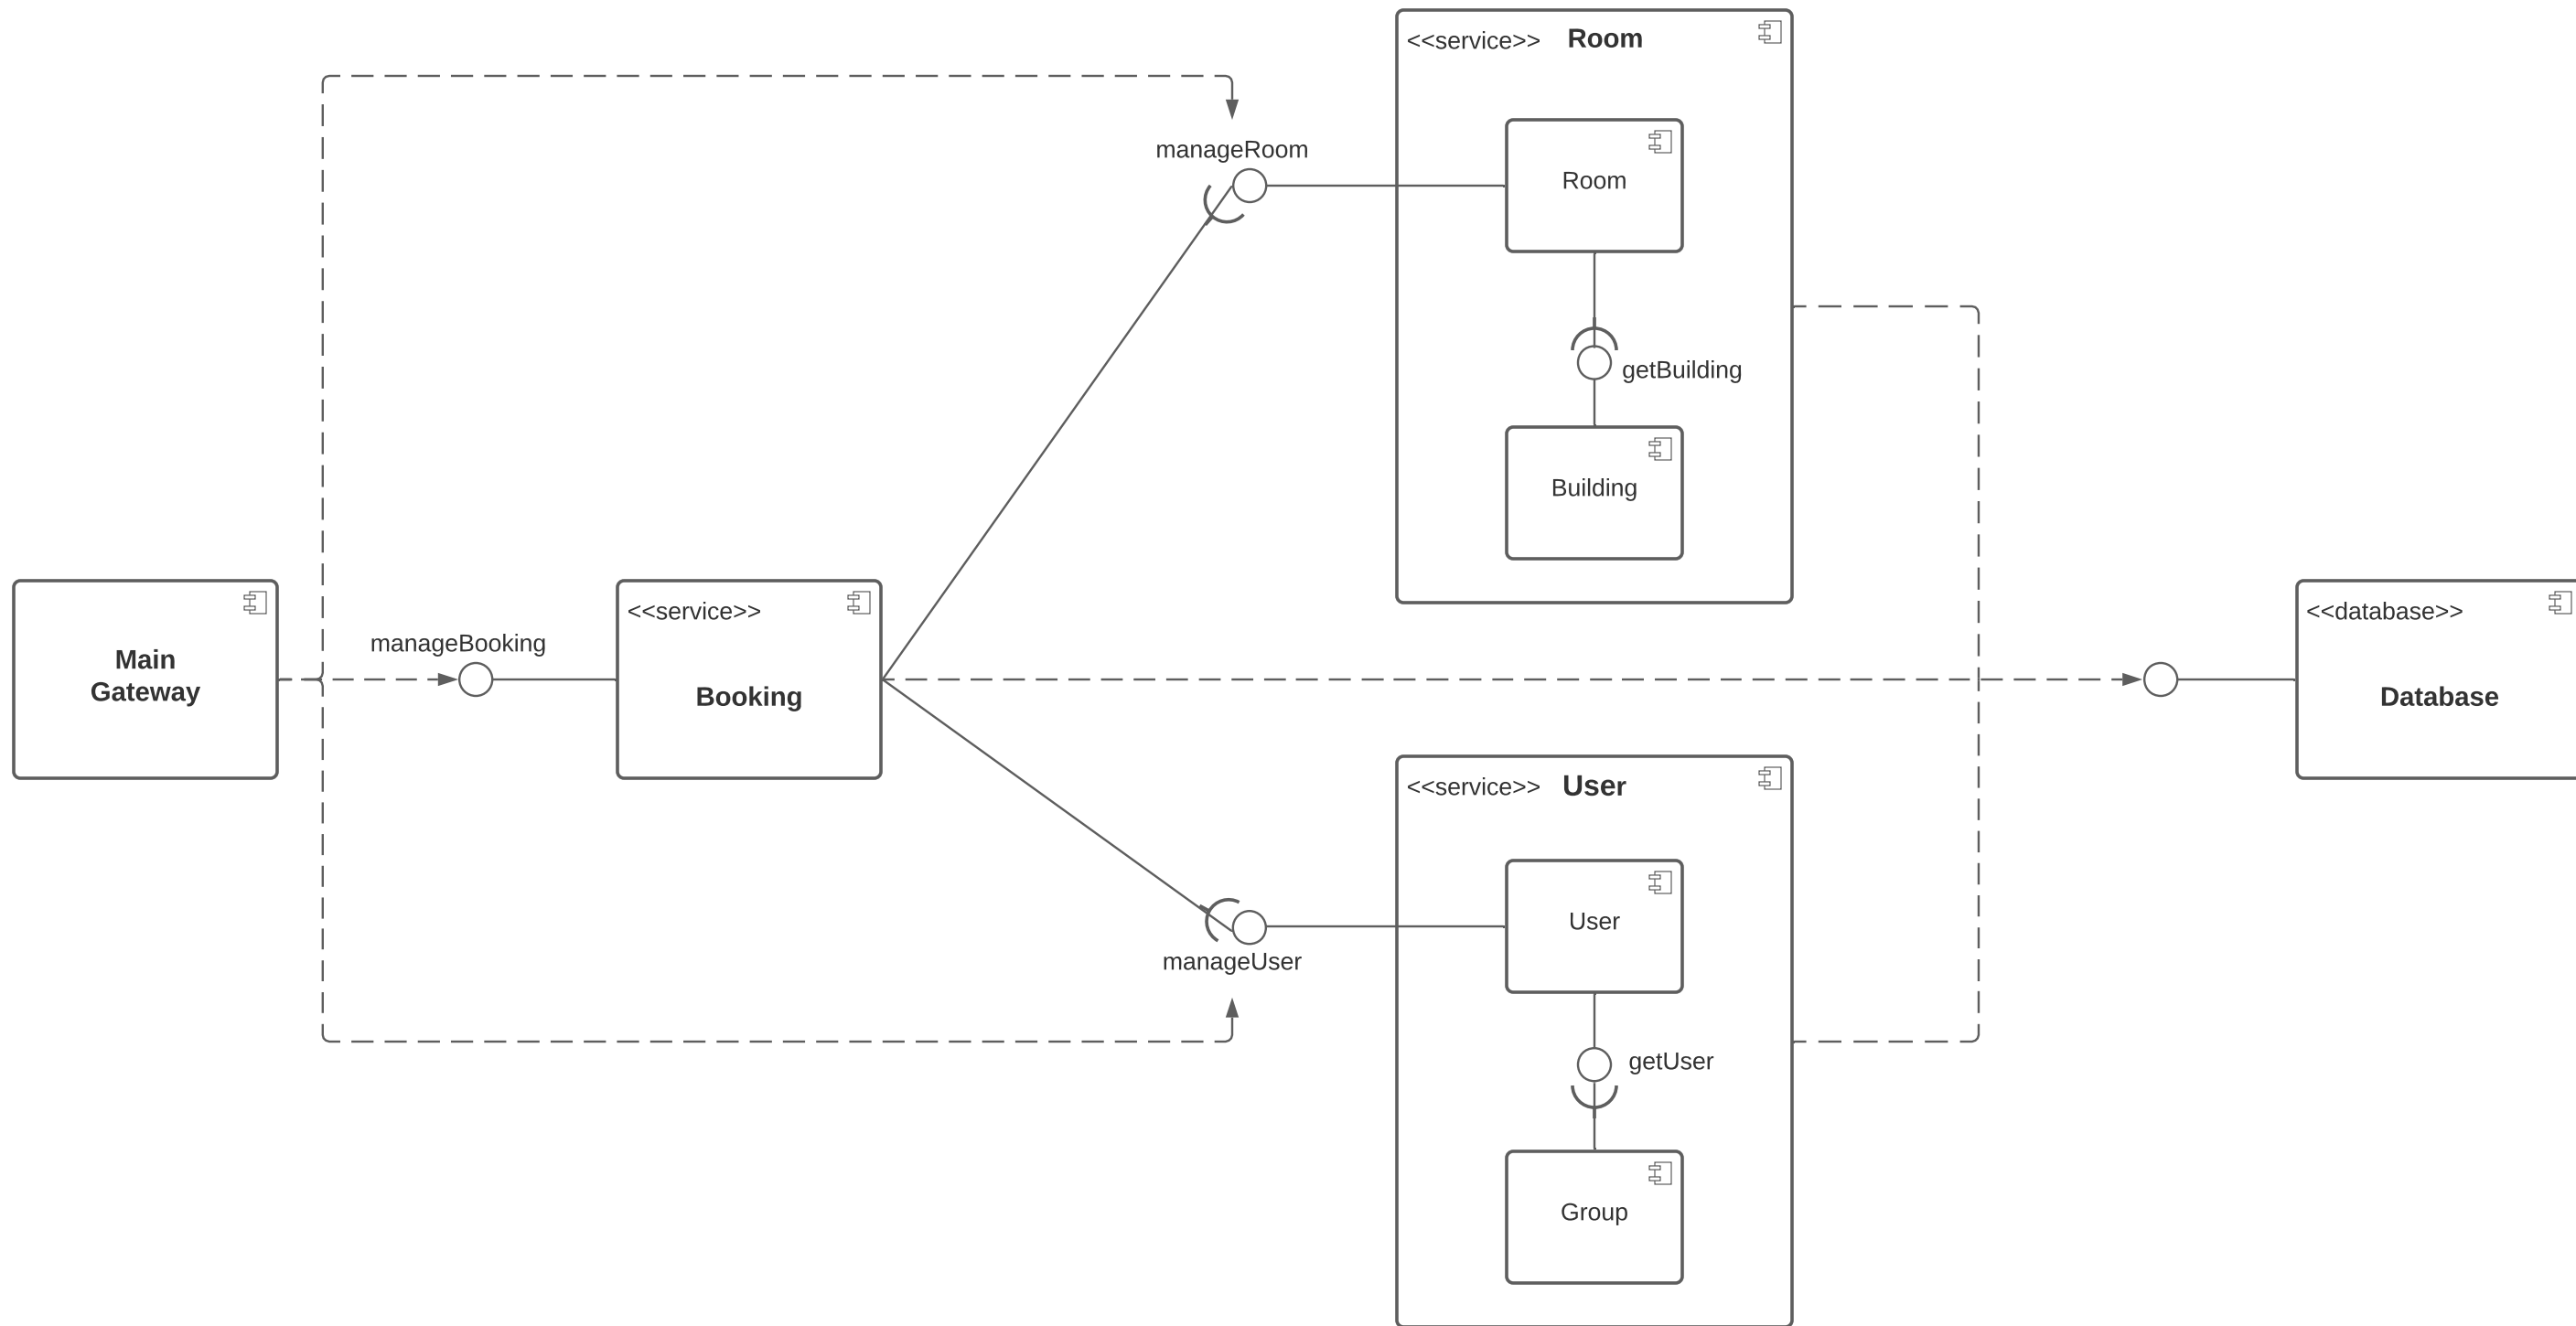 <<service>> Room
manageRoom
Room
getBuilding
Building
Main
Gateway
manageBooking
<<service>>
Booking
<<database>>
Database
<<service>> User
User
manageUser
getUser
Group